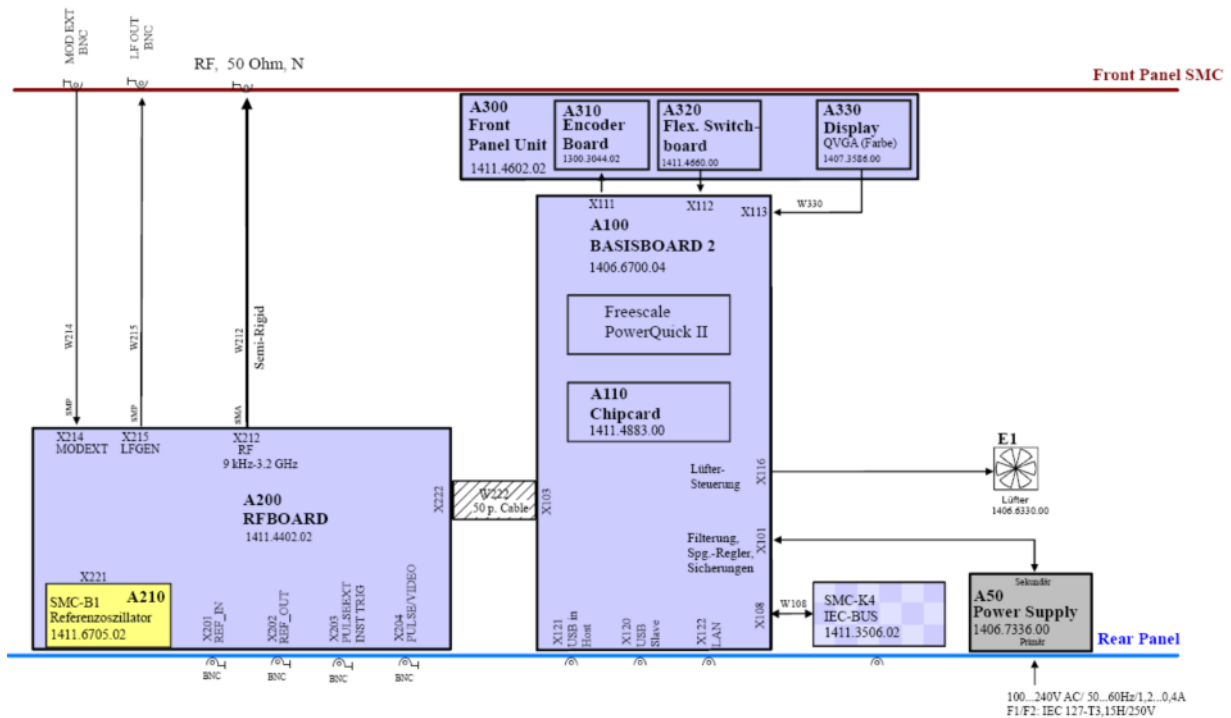 MOD EXT
BNC
LF OUT
BNC
RF, 50 Ohm, N
Front Panel SMC
A300
Front
Panel Unit
1411.4602.02
A310
Encoder
Board
1300.3044.02
A320
Flex. Switch-
board
1411.4660.00
A330
Display
QVGA (Farbe)
1407.3586.00
X111
X112
X113
W330
A100
BASISBOARD 2
1406.6700.04
Freescale
PowerQuick II
A110
Chipcard
1411.4883.00
W214
W215
W212
Semi-Rigid
SMP
SMP
SMA
X214
MODEXT
X215
LFGEN
X212
RF
9 kHz-3.2 GHz
A200
RFBOARD
1411.4402.02
X222
W222
50 p. Cable
X103
Lüfter-
Steuerung
X116
E1
Lüfter
1406.6330.00
Filterung,
Spg.-Regler,
Sicherungen
X101
X221
SMC-B1
A210
Referenzoszillator
1411.6705.02
X201
REF_IN
X202
REF_OUT
X203
PULSEEXT
INST TRIG
X204
PULSE/VIDEO
BNC
BNC
BNC
BNC
X121
USB in
Host
X120
USB
Slave
X122
LAN
X108
W108
SMC-K4
IEC-BUS
1411.3506.02
Sekundär
A50
Power Supply
1406.7336.00
Primär
Rear Panel
100...240V AC/ 50...60Hz/1,2...0,4A
F1/F2: IEC 127-T3,15H/250V